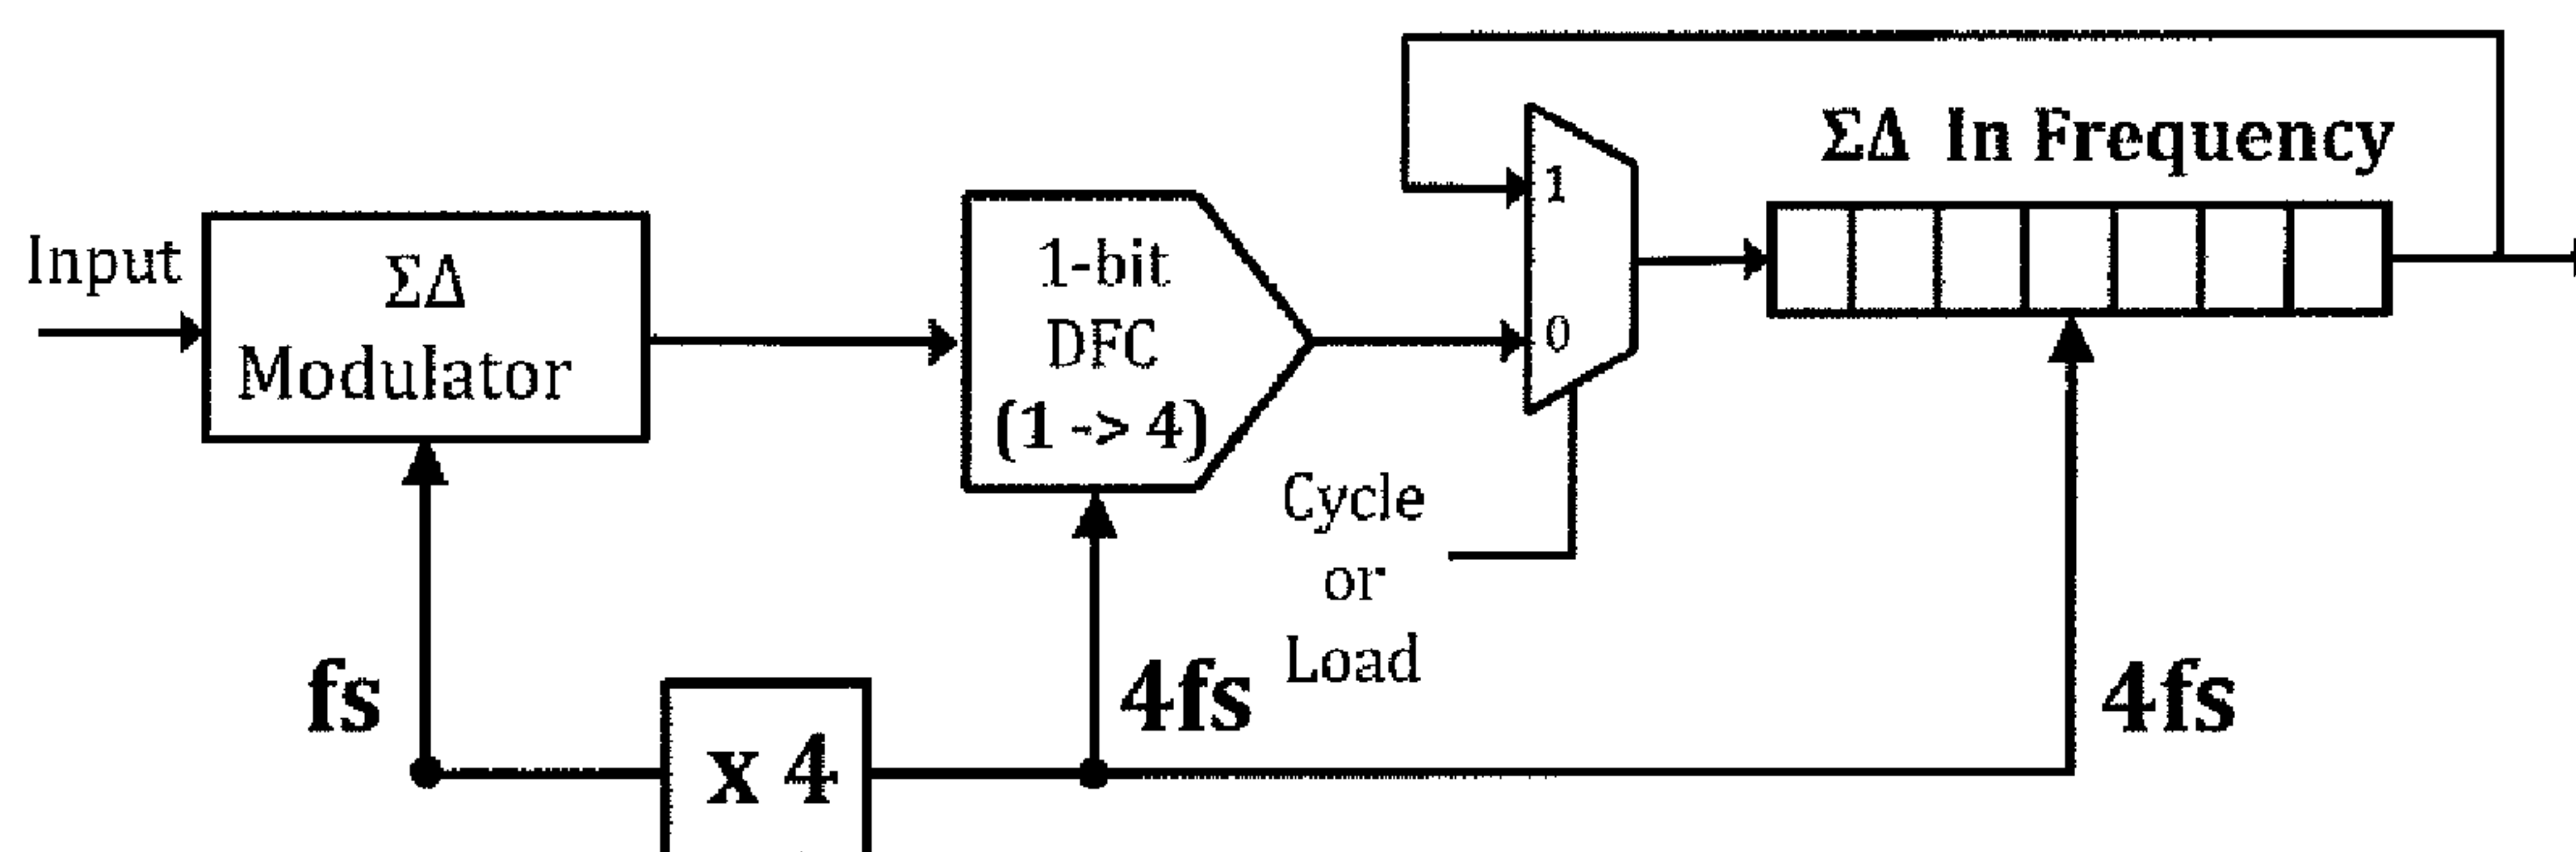 ΣΔ In Frequency
Input
ΣΔ
Modulator
1-bit
DFC
(1 -> 4)
1
0
Cycle
or
Load
fs
x 4
4fs
4fs